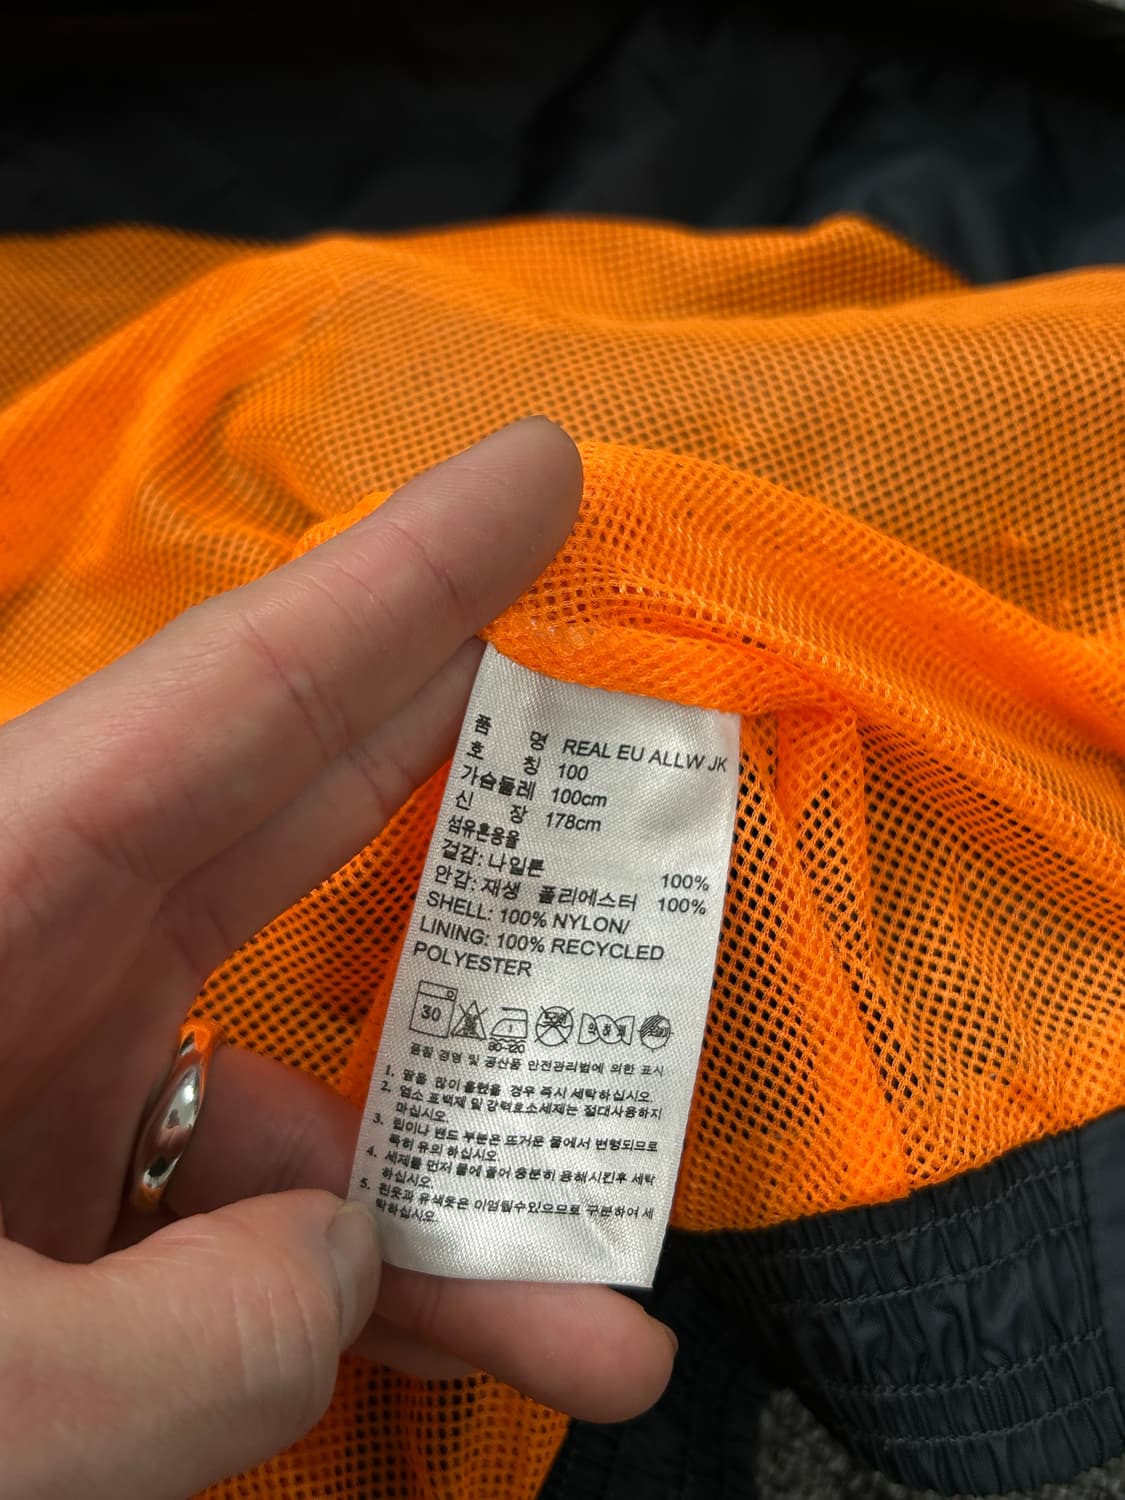 품 명 REAL EU ALLW JK
호 칭 100
가슴둘레 100cm
신 장 178cm
섬유혼용율
겉감: 나일론 100%
안감: 재생 폴리에스터 100%
SHELL: 100% NYLON/
LINING: 100% RECYCLED
POLYESTER
30
80-120
품질 경영 및 공산품 안전관리법에 의한 표시
1. 땀을 많이 흘렸을 경우 즉시 세탁하십시오.
2. 염소 표백제 및 강력효소세제는 절대사용하지
마십시오.
3. 립이나 밴드 부분은 뜨거운 물에서 변형되므로
특히 유의 하십시오.
4. 세제를 먼저 물에 풀어 충분히 용해시킨후 세탁
하십시오.
5. 흰옷과 유색옷은 이염될수있으므로 구분하여 세
탁하십시오.